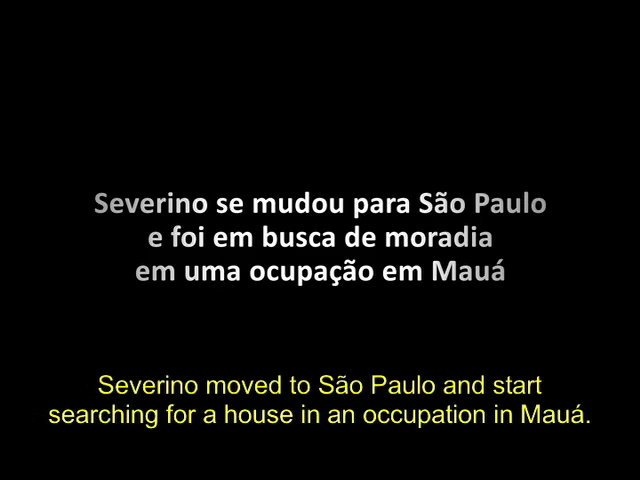 Severino se mudou para São Paulo
e foi em busca de moradia
em uma ocupação em Mauá
Severino moved to São Paulo and start
searching for a house in an occupation in Mauá.